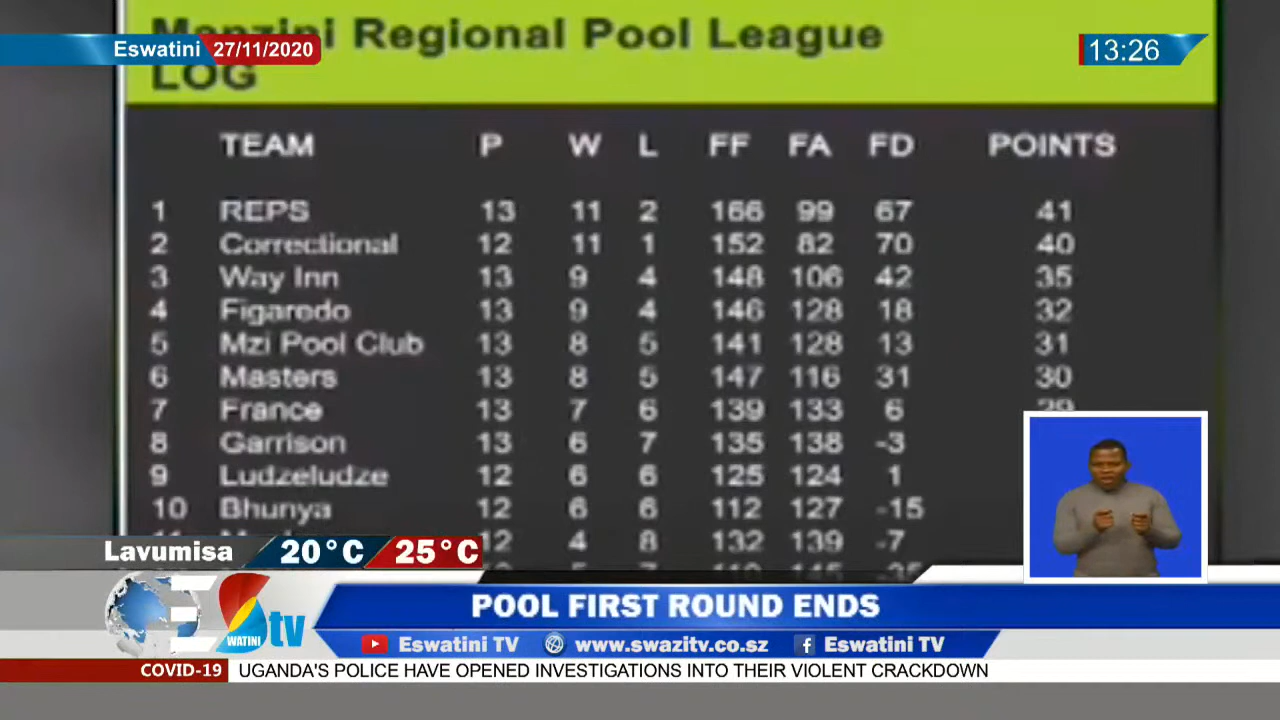 Manzini Regional Pool League
LOG
Eswatini 27/11/2020
13:26
TEAM P W L FF FA FD POINTS
1 REPS 13 11 2 166 99 67 41
2 Correctional 12 11 1 152 82 70 40
3 Way Inn 13 9 4 148 106 42 35
4 Figaredo 13 9 4 146 128 18 32
5 Mzi Pool Club 13 8 5 141 128 13 31
6 Masters 13 8 5 147 116 31 30
7 France 13 7 6 139 133 6 29
8 Garrison 13 6 7 135 138 -3
9 Ludzeludze 12 6 6 125 124 1
10 Bhunya 12 6 6 112 127 -15
12 4 8 132 139 -7
Lavumisa 20°C 25°C
ESWATINI tv
POOL FIRST ROUND ENDS
Eswatini TV www.swazitv.co.sz Eswatini TV
COVID-19 UGANDA'S POLICE HAVE OPENED INVESTIGATIONS INTO THEIR VIOLENT CRACKDOWN